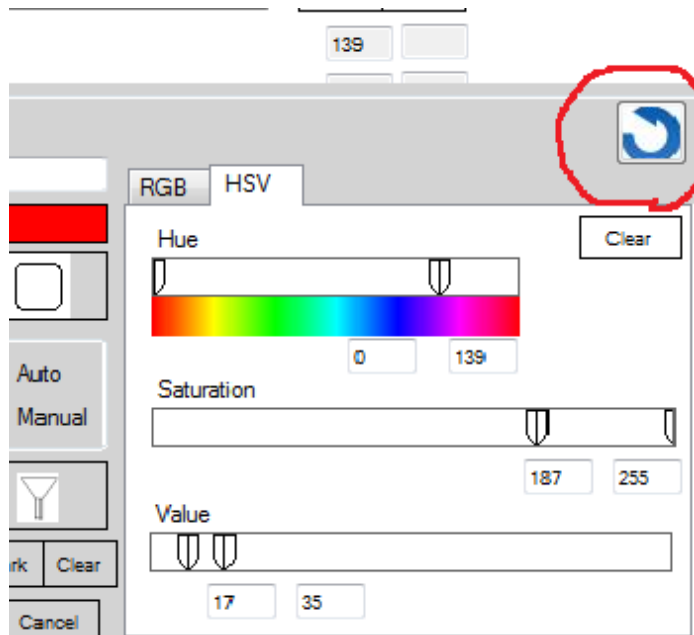 139
RGB HSV
Hue
Clear
0 139
Auto
Manual
Saturation
187 255
Value
Clear
17 35
Cancel